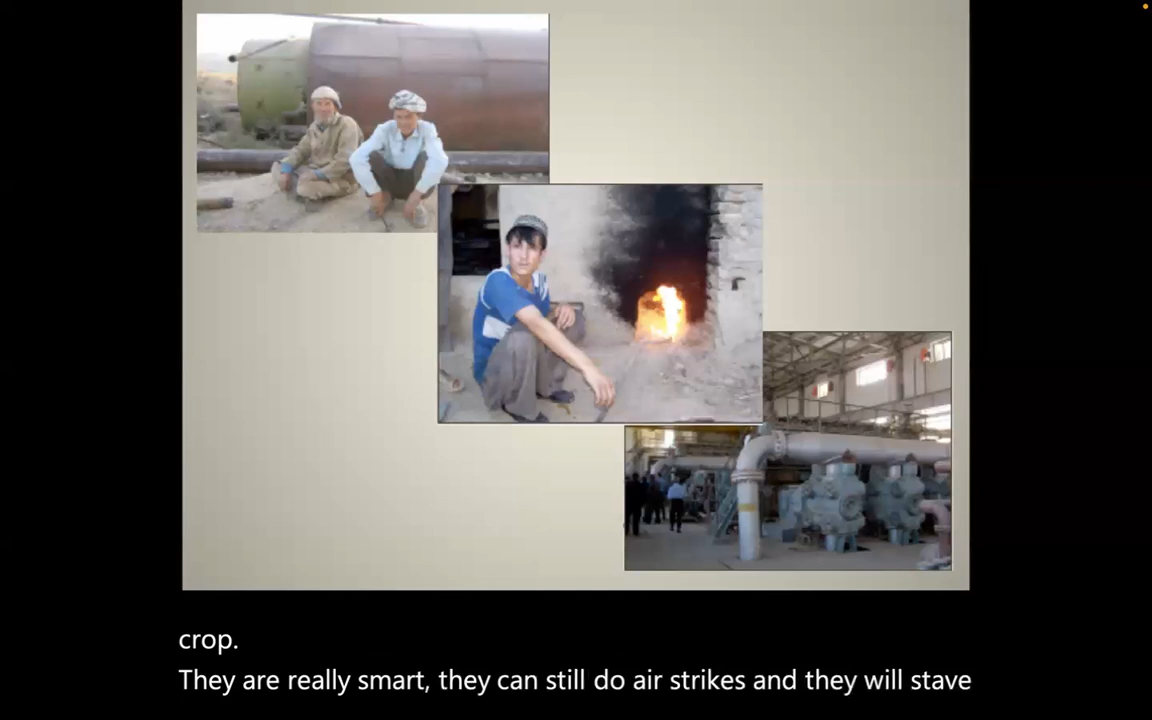 crop.
They are really smart, they can still do air strikes and they will stave